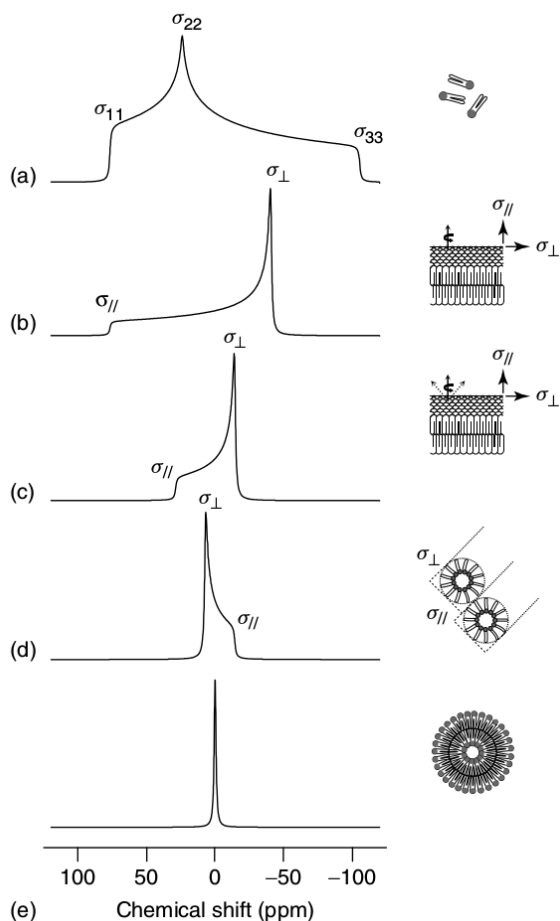 σ22
σ11
σ33
(a)
σ⊥
σ//
(b)
σ//
σ⊥
σ⊥
σ//
(c)
σ//
σ⊥
σ⊥
σ//
(d)
σ⊥
σ//
100 50 0 −50 −100
(e) Chemical shift (ppm)